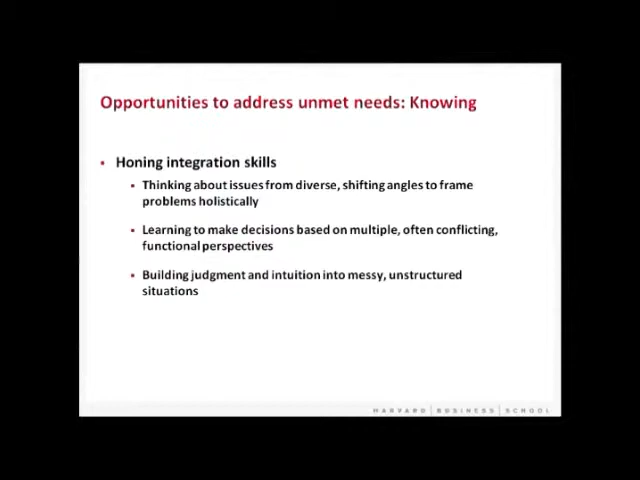 Opportunities to address unmet needs: Knowing
Honing integration skills
Thinking about issues from diverse, shifting angles to frame
problems holistically
Learning to make decisions based on multiple, often conflicting,
functional perspectives
Building judgment and intuition into messy, unstructured
situations
HARVARD | BUSINESS | SCHOOL